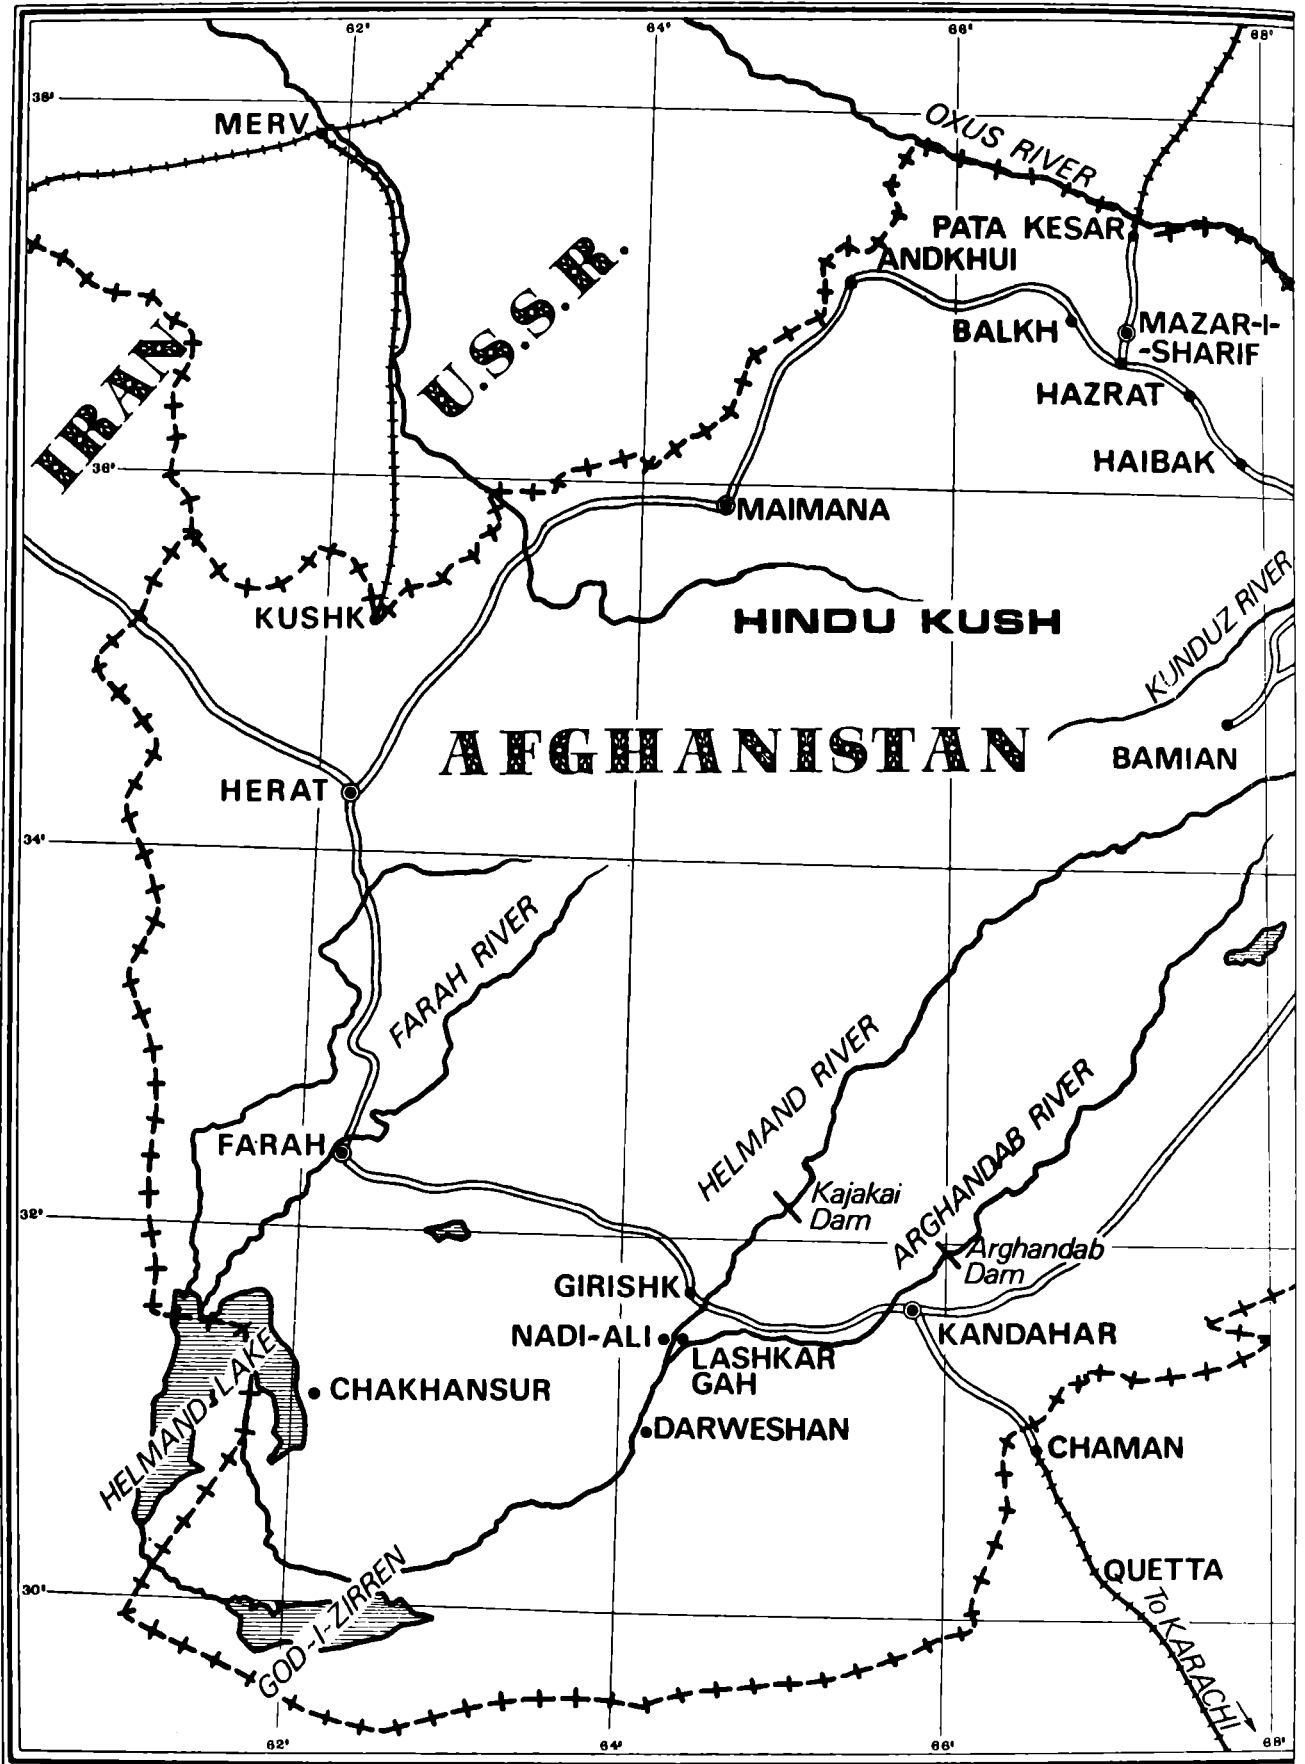 62'
64'
66'
68'
38'
MERV
OXUS RIVER
PATA KESAR
ANDKHUI
U.S.S.R.
IRAN
BALKH
MAZAR-I-
-SHARIF
HAZRAT
36'
HAIBAK
MAIMANA
KUSHK
HINDU KUSH
KUNDUZ RIVER
AFGHANISTAN
BAMIAN
HERAT
34'
FARAH RIVER
HELMAND RIVER
ARGHANDAB RIVER
FARAH
Kajakai
Dam
32'
Arghandab
Dam
GIRISHK
NADI-ALI
KANDAHAR
LASHKAR
GAH
HELMAND LAKE
CHAKHANSUR
DARWESHAN
CHAMAN
30'
GOD-I-ZIRREN
QUETTA
To KARACHI
62'
64'
66'
68'